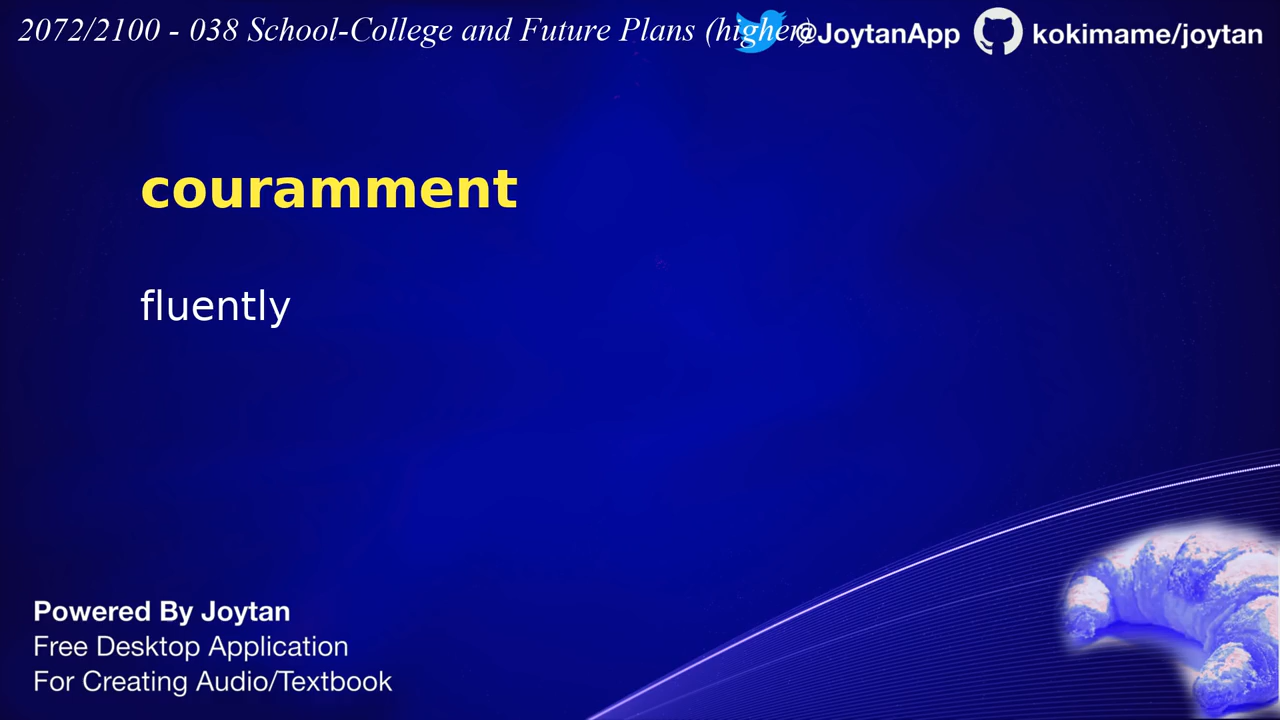 2072/2100 - 038 School-College and Future Plans (higher)
@JoytanApp kokimame/joytan
couramment
fluently
Powered By Joytan
Free Desktop Application
For Creating Audio/Textbook